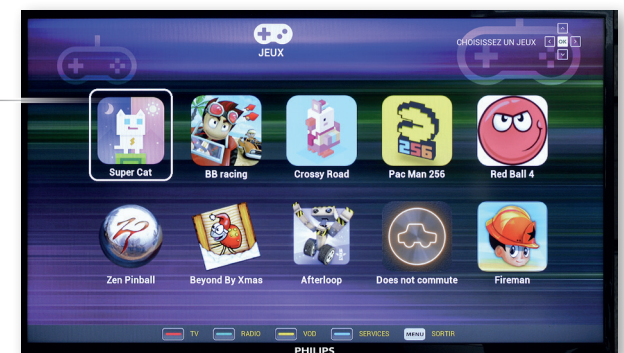 JEUX
CHOISISSEZ UN JEUX
OK
256
Super Cat
BB racing
Crossy Road
Pac Man 256
Red Ball 4
Zen Pinball
Beyond By Xmas
Afterloop
Does not commute
Fireman
TV
RADIO
VOD
SERVICES
MENU
SORTIR
PHILIPS